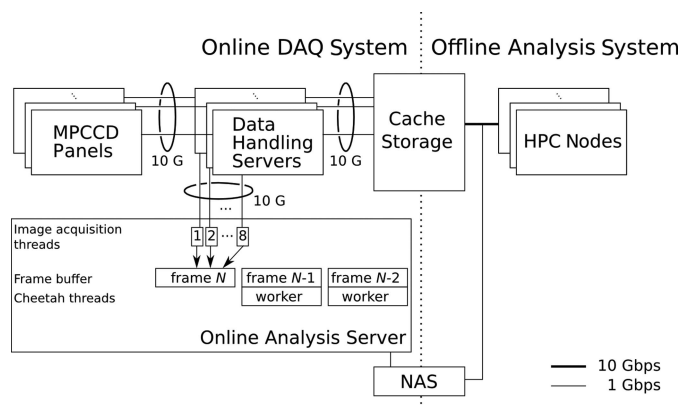 Online DAQ System
Offline Analysis System
MPCCD
Panels
10 G
Data
Handling
Servers
10 G
Cache
Storage
HPC Nodes
10 G
...
Image acquisition
threads
1 2 ... 8
Frame buffer
frame N
frame N-1
frame N-2
Cheetah threads
worker
worker
Online Analysis Server
NAS
10 Gbps
1 Gbps